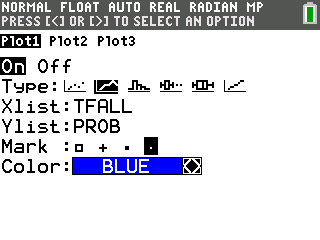 NORMAL FLOAT AUTO REAL RADIAN MP
PRESS [<] OR [>] TO SELECT AN OPTION
Plot1 Plot2 Plot3
On Off
Type:
Xlist:TFALL
Ylist:PROB
Mark :
Color: BLUE